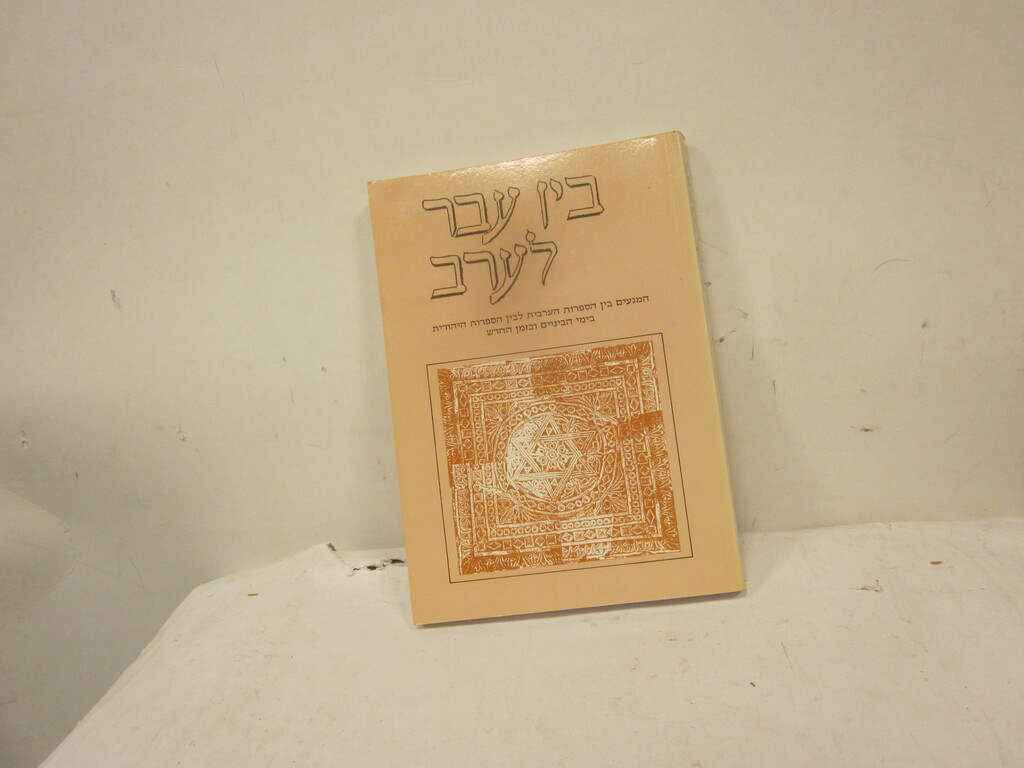 בין עבר
לערב
המגעים בין הספרות הערבית לבין הספרות היהודית
בימי הביניים ובזמן החדש